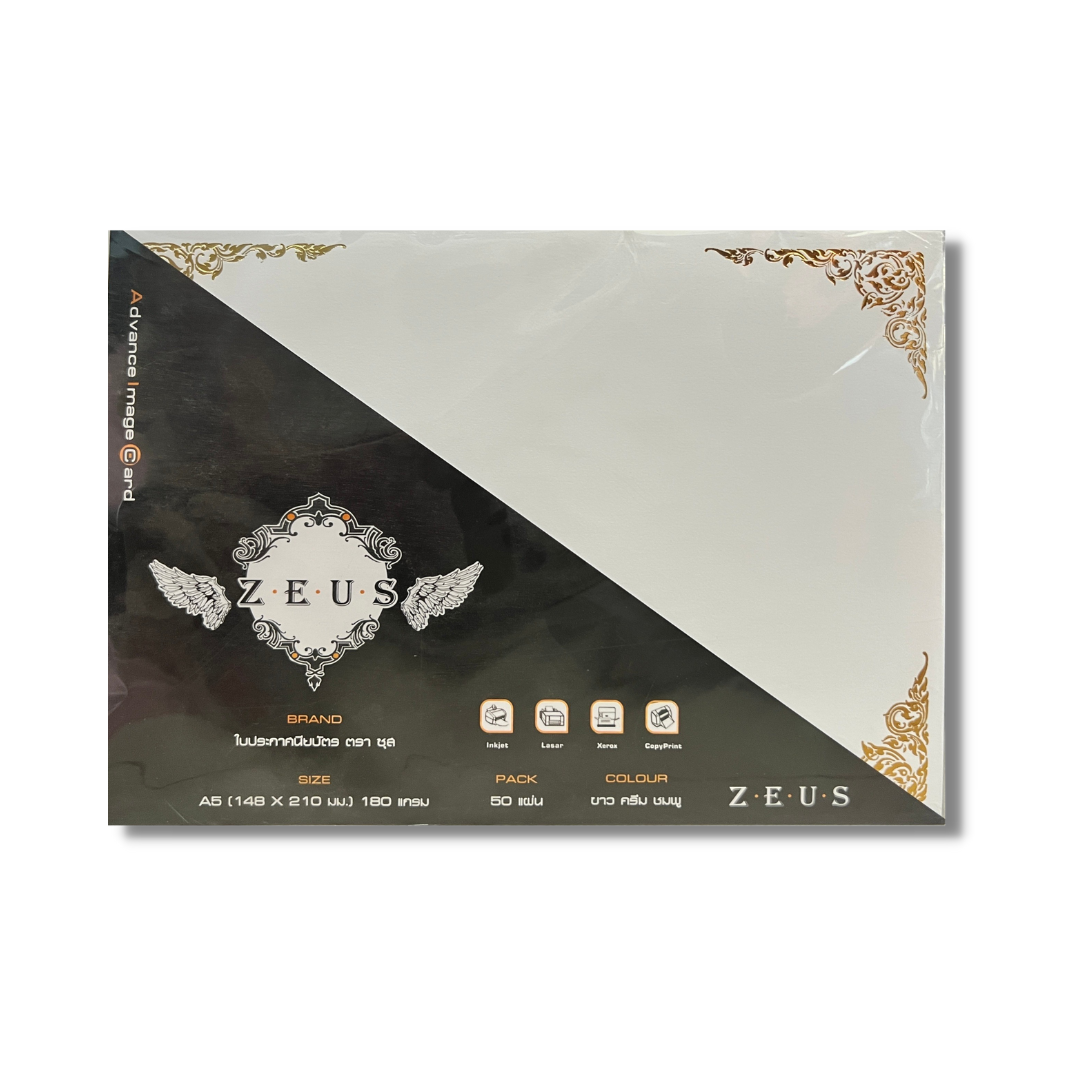 Advance Image Card
Z·E·U·S
BRAND
ใบประกาศนียบัตร ตรา ซุส
Inkjet
Laser
Xerox
CopyPrint
SIZE
A5 (148 X 210 มม.) 180 แกรม
PACK
50 แผ่น
COLOUR
ขาว ครีม ชมพู
Z·E·U·S